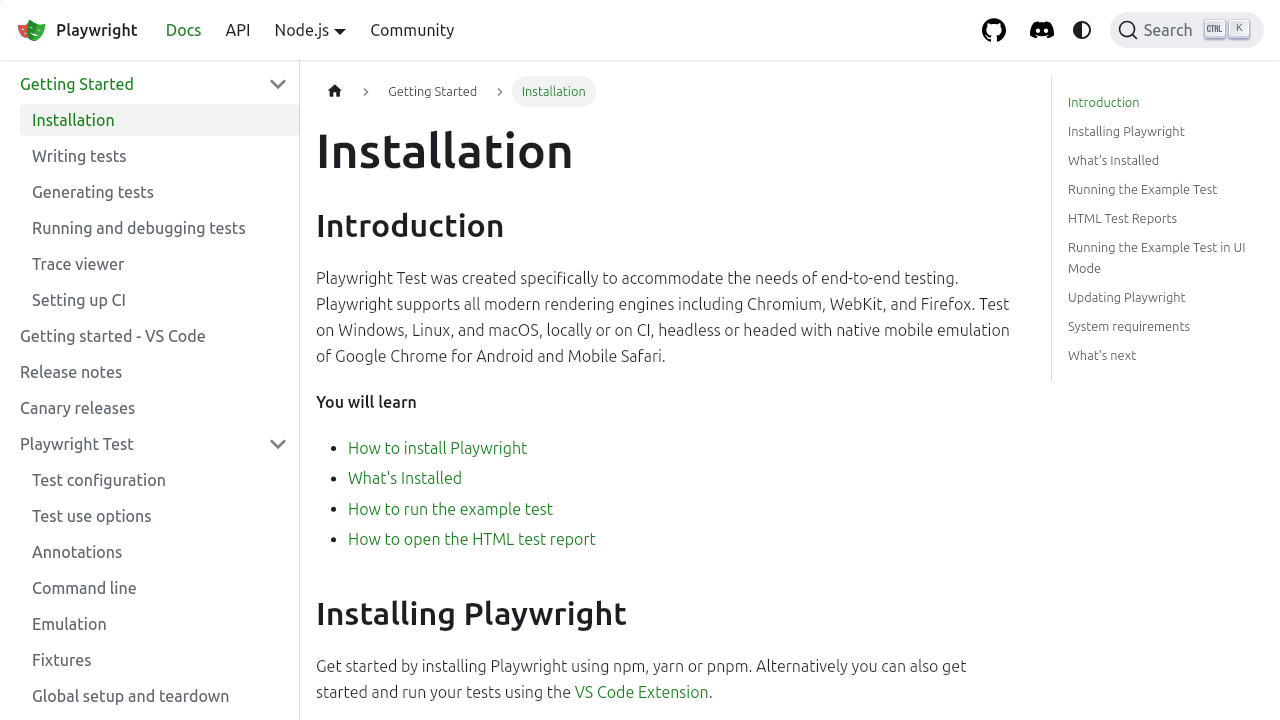 Playwright
Docs
API
Node.js
Community
Search
CTRL
K
Getting Started
Installation
Writing tests
Generating tests
Running and debugging tests
Trace viewer
Setting up CI
Getting started - VS Code
Release notes
Canary releases
Playwright Test
Test configuration
Test use options
Annotations
Command line
Emulation
Fixtures
Global setup and teardown
Getting Started
Installation
Installation
Introduction
Playwright Test was created specifically to accommodate the needs of end-to-end testing.
Playwright supports all modern rendering engines including Chromium, WebKit, and Firefox. Test
on Windows, Linux, and macOS, locally or on CI, headless or headed with native mobile emulation
of Google Chrome for Android and Mobile Safari.
You will learn
How to install Playwright
What's Installed
How to run the example test
How to open the HTML test report
Installing Playwright
Get started by installing Playwright using npm, yarn or pnpm. Alternatively you can also get
started and run your tests using the VS Code Extension.
Introduction
Installing Playwright
What's Installed
Running the Example Test
HTML Test Reports
Running the Example Test in UI
Mode
Updating Playwright
System requirements
What's next